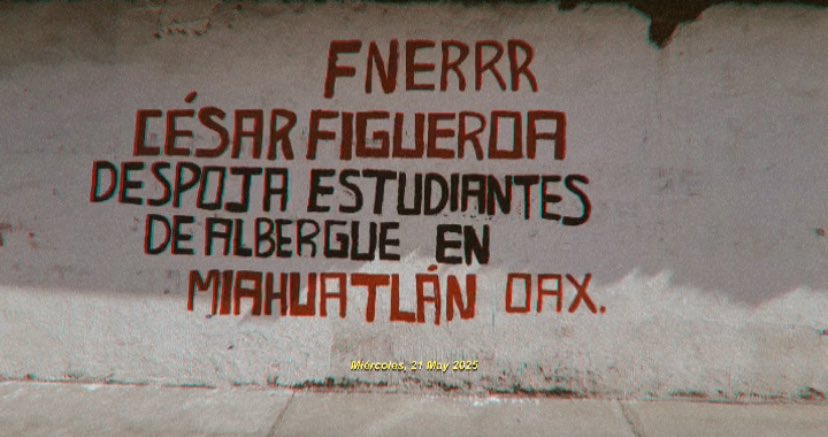 FNERRR
CÉSAR FIGUEROA
DESPOJA ESTUDIANTES
DE ALBERGUE EN
MIAHUATLÁN OAX.
Miércoles, 21 May 2025